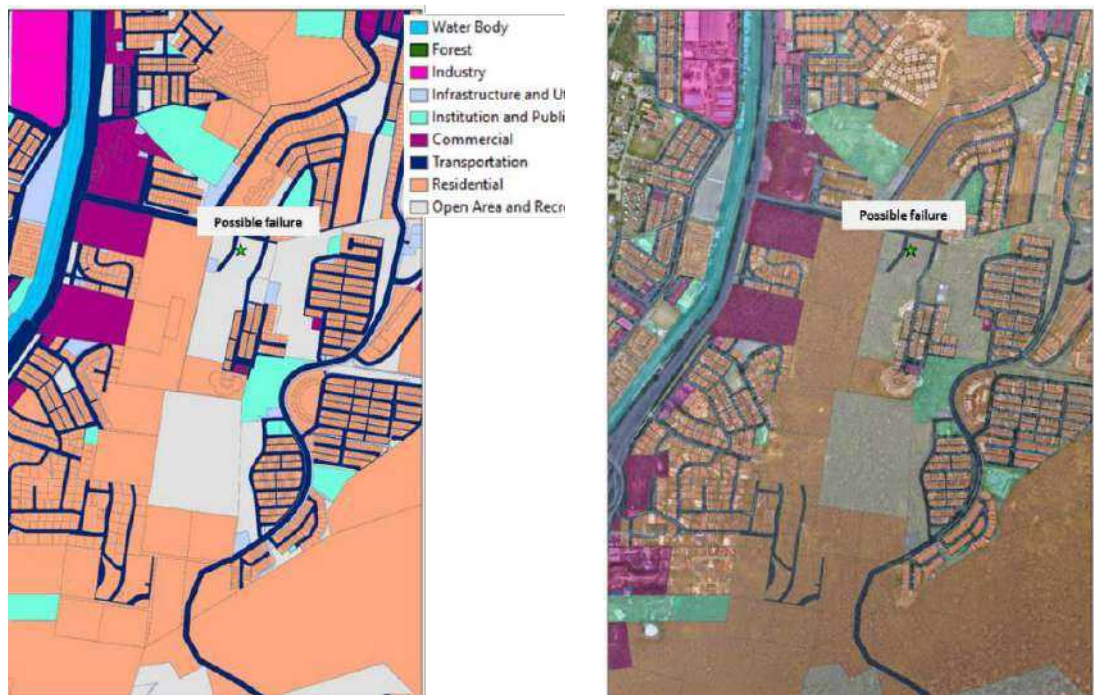 Water Body
Forest
Industry
Infrastructure and Ut
Institution and Publi
Commercial
Transportation
Residential
Open Area and Recre
Possible failure
Possible failure